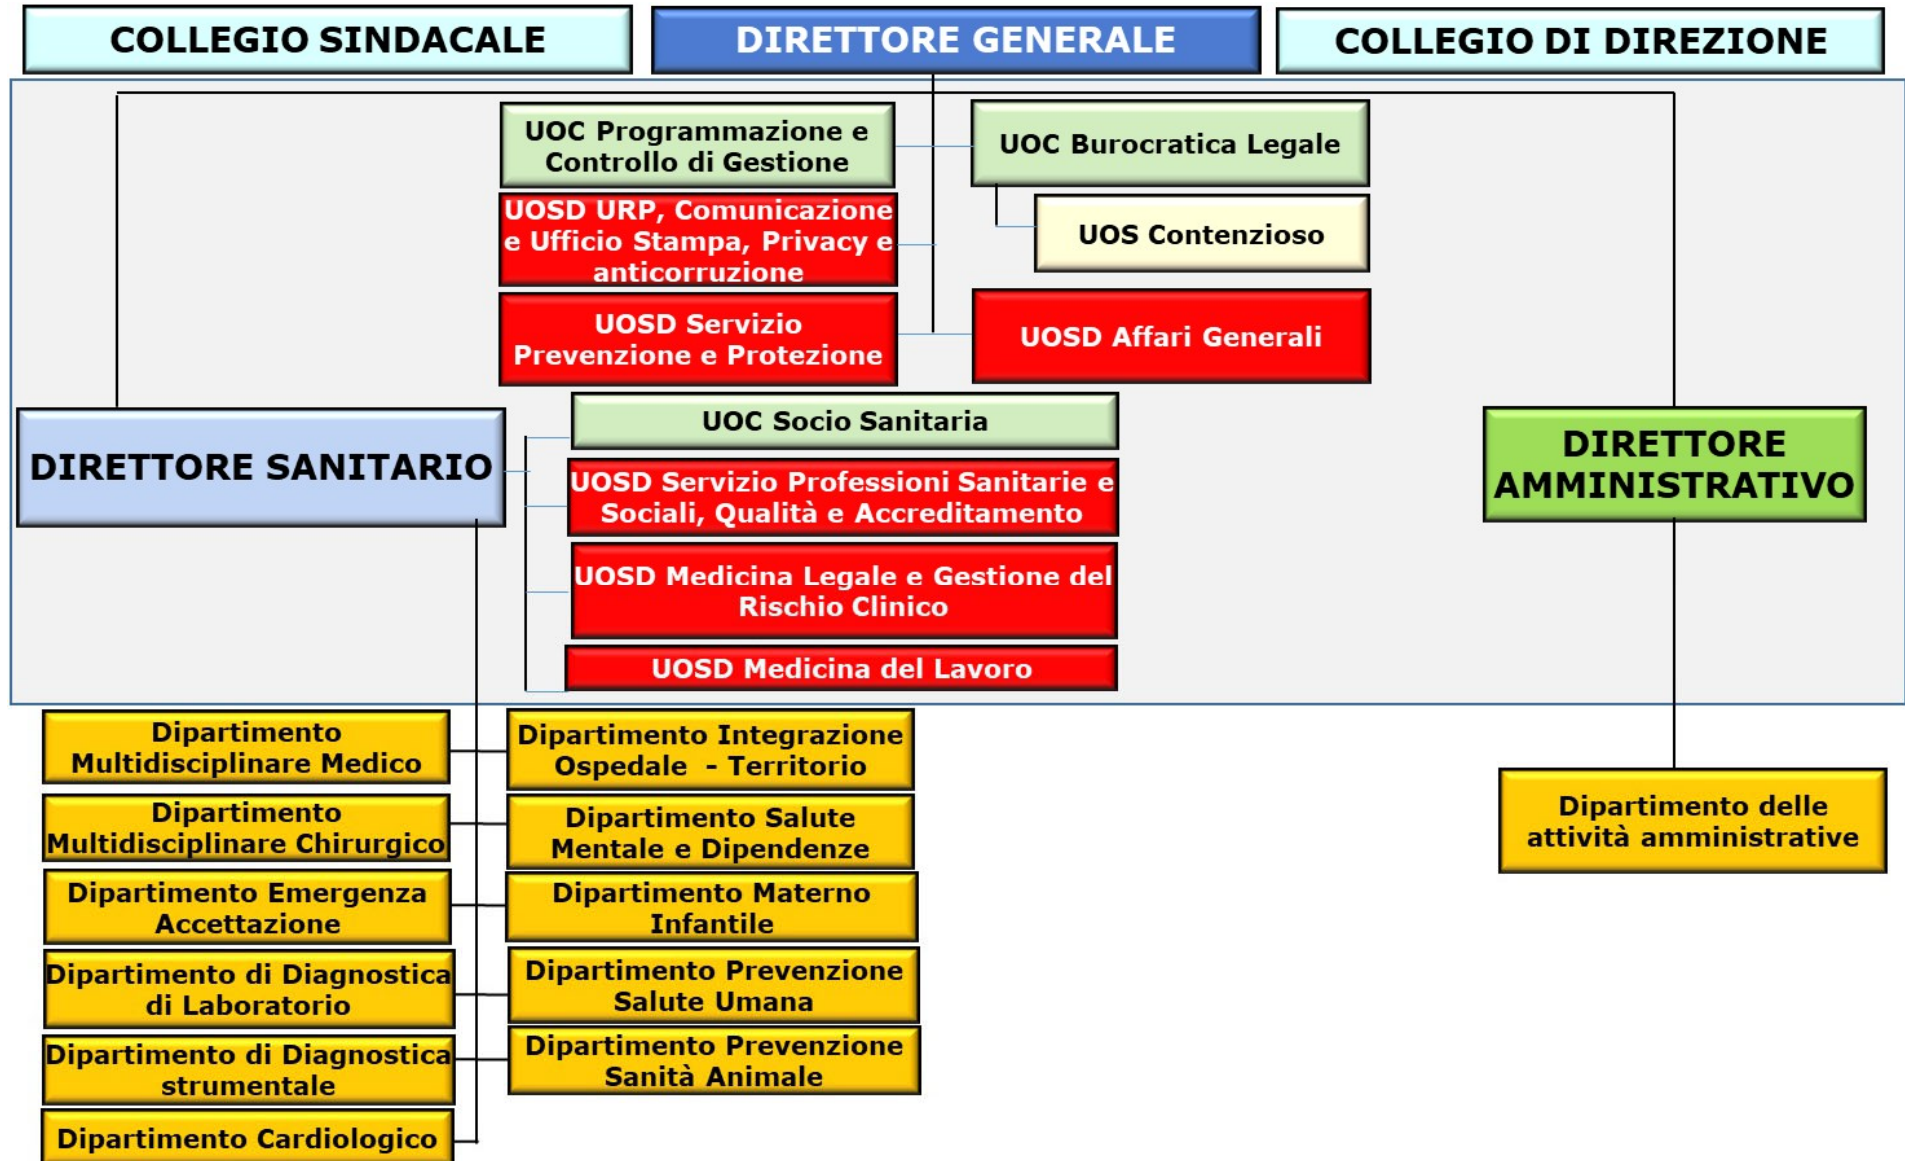 COLLEGIO SINDACALE
DIRETTORE GENERALE
COLLEGIO DI DIREZIONE
UOC Programmazione e
Controllo di Gestione
UOC Burocratica Legale
UOSD URP, Comunicazione
e Ufficio Stampa, Privacy e
anticorruzione
UOS Contenzioso
UOSD Servizio
Prevenzione e Protezione
UOSD Affari Generali
DIRETTORE SANITARIO
UOC Socio Sanitaria
UOSD Servizio Professioni Sanitarie e
Sociali, Qualità e Accreditamento
UOSD Medicina Legale e Gestione del
Rischio Clinico
UOSD Medicina del Lavoro
DIRETTORE
AMMINISTRATIVO
Dipartimento
Multidisciplinare Medico
Dipartimento Integrazione
Ospedale - Territorio
Dipartimento
Multidisciplinare Chirurgico
Dipartimento Salute
Mentale e Dipendenze
Dipartimento Emergenza
Accettazione
Dipartimento Materno
Infantile
Dipartimento di Diagnostica
di Laboratorio
Dipartimento Prevenzione
Salute Umana
Dipartimento di Diagnostica
strumentale
Dipartimento Prevenzione
Sanità Animale
Dipartimento Cardiologico
Dipartimento delle
attività amministrative